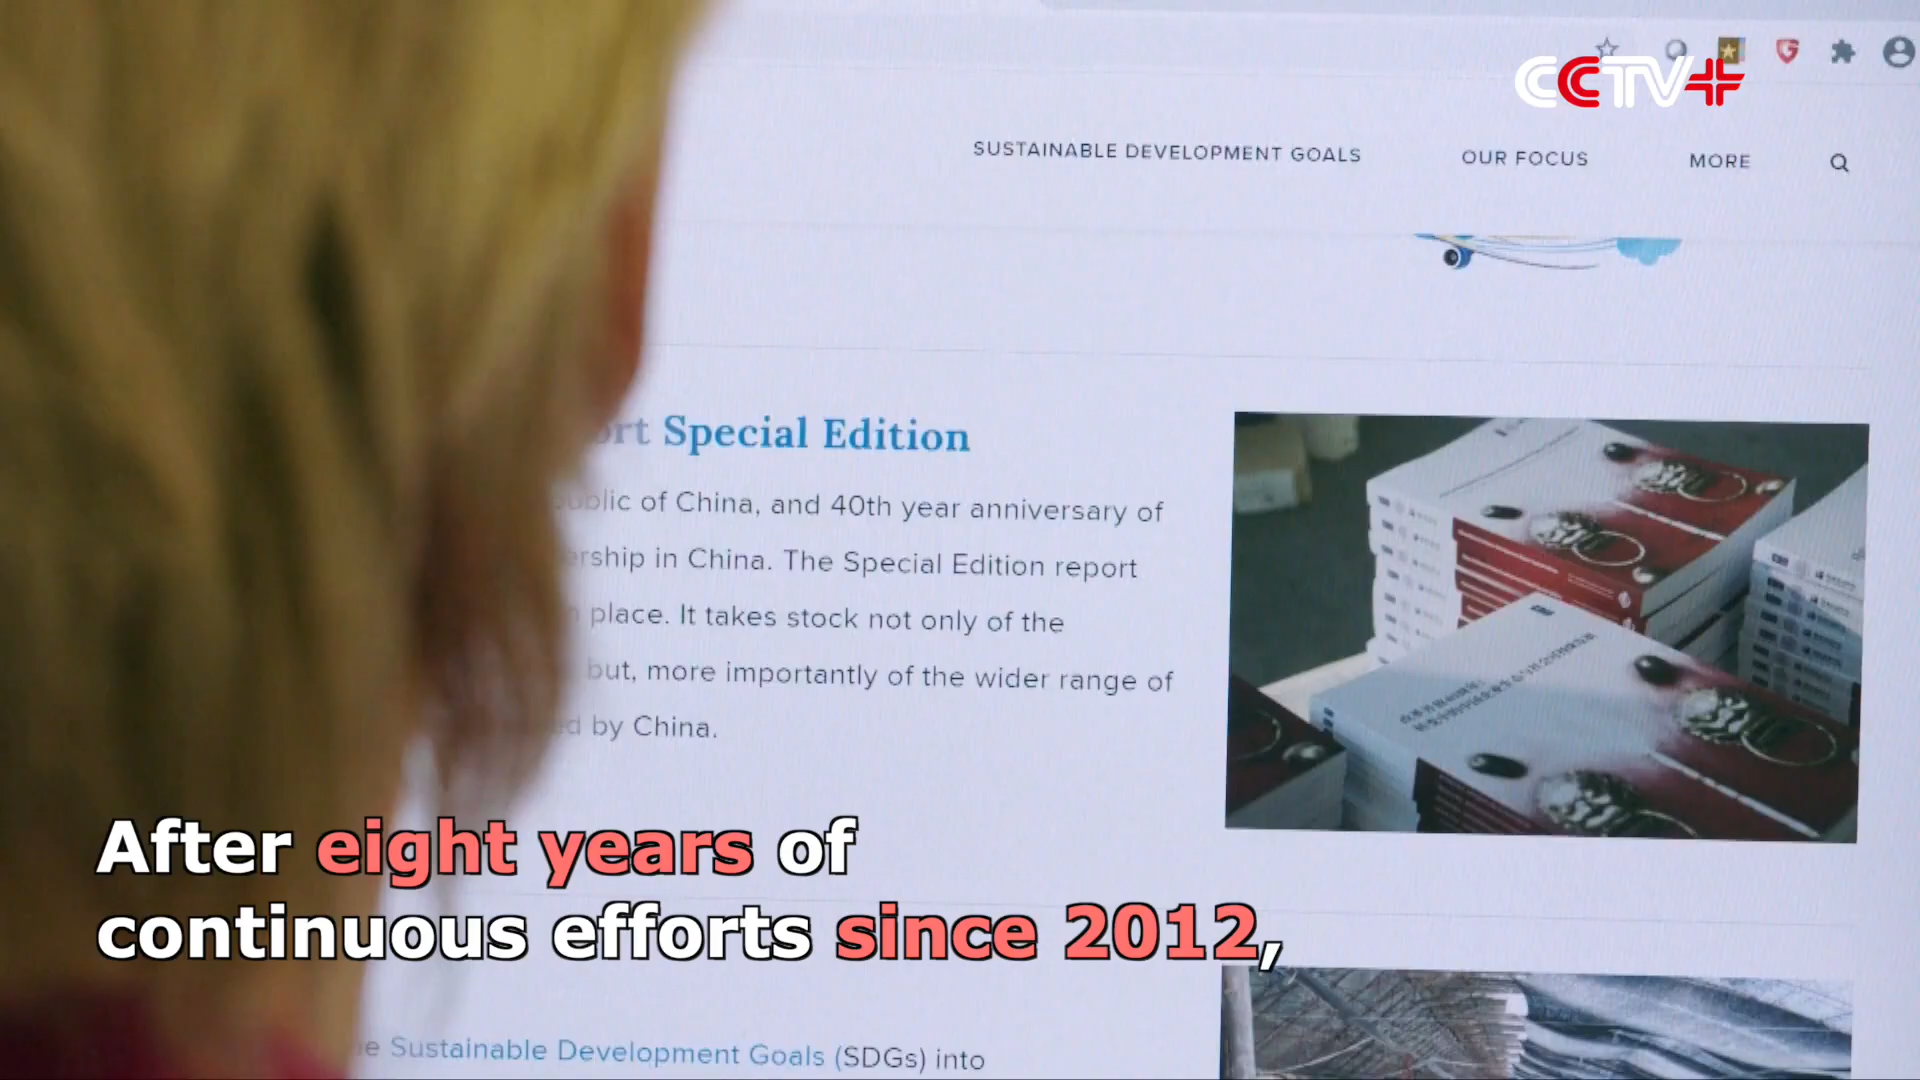 CCTV+
SUSTAINABLE DEVELOPMENT GOALS
OUR FOCUS
MORE
Special Edition
of China, and 40th year anniversary of
in China. The Special Edition report
place. It takes stock not only of the
but, more importantly of the wider range of
by China.
After eight years of
continuous efforts since 2012,
Sustainable Development Goals (SDGs) into